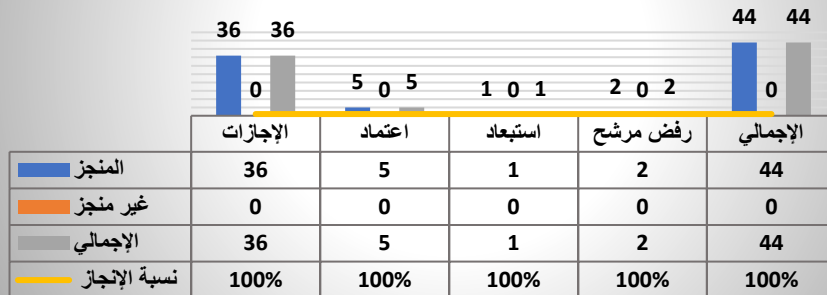 36 0 36 5 0 5 1 0 1 2 0 2 44 0 44
الإجازات اعتماد استبعاد رفض مرشح الإجمالي
المنجز 36 5 1 2 44
غير منجز 0 0 0 0 0
الإجمالي 36 5 1 2 44
نسبة الإنجاز 100% 100% 100% 100% 100%